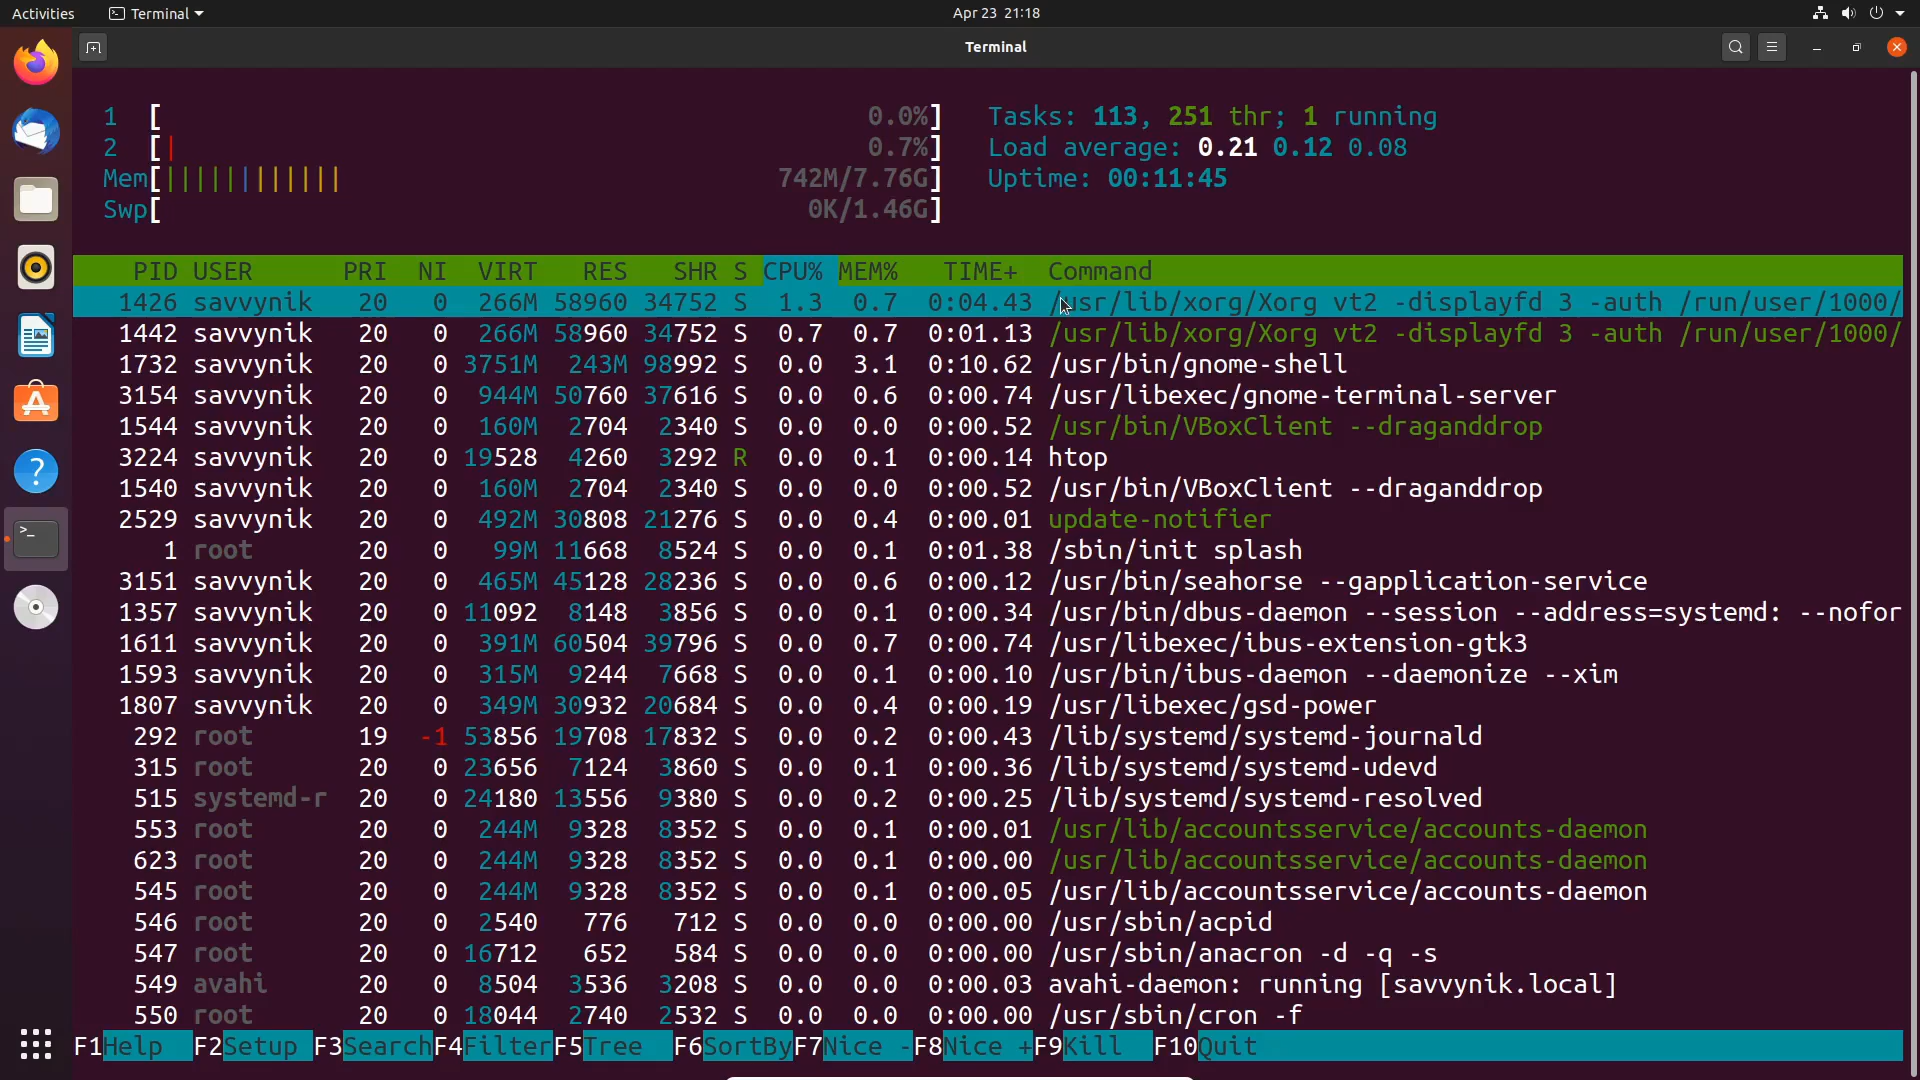 Activities Terminal Apr 23 21:18
Terminal
1 [ 0.0%] Tasks: 113, 251 thr; 1 running
2 [| 0.7%] Load average: 0.21 0.12 0.08
Mem[|||||||||||| 742M/7.76G] Uptime: 00:11:45
Swp[ 0K/1.46G]
PID USER PRI NI VIRT RES SHR S CPU% MEM% TIME+ Command
1426 savvynik 20 0 266M 58960 34752 S 1.3 0.7 0:04.43 /usr/lib/xorg/Xorg vt2 -displayfd 3 -auth /run/user/1000/
1442 savvynik 20 0 266M 58960 34752 S 0.7 0.7 0:01.13 /usr/lib/xorg/Xorg vt2 -displayfd 3 -auth /run/user/1000/
1732 savvynik 20 0 3751M 243M 98992 S 0.0 3.1 0:10.62 /usr/bin/gnome-shell
3154 savvynik 20 0 944M 50760 37616 S 0.0 0.6 0:00.74 /usr/libexec/gnome-terminal-server
1544 savvynik 20 0 160M 2704 2340 S 0.0 0.0 0:00.52 /usr/bin/VBoxClient --draganddrop
3224 savvynik 20 0 19528 4260 3292 R 0.0 0.1 0:00.14 htop
1540 savvynik 20 0 160M 2704 2340 S 0.0 0.0 0:00.52 /usr/bin/VBoxClient --draganddrop
2529 savvynik 20 0 492M 30808 21276 S 0.0 0.4 0:00.01 update-notifier
1 root 20 0 99M 11668 8524 S 0.0 0.1 0:01.38 /sbin/init splash
3151 savvynik 20 0 465M 45128 28236 S 0.0 0.6 0:00.12 /usr/bin/seahorse --gapplication-service
1357 savvynik 20 0 11092 8148 3856 S 0.0 0.1 0:00.34 /usr/bin/dbus-daemon --session --address=systemd: --nofor
1611 savvynik 20 0 391M 60504 39796 S 0.0 0.7 0:00.74 /usr/libexec/ibus-extension-gtk3
1593 savvynik 20 0 315M 9244 7668 S 0.0 0.1 0:00.10 /usr/bin/ibus-daemon --daemonize --xim
1807 savvynik 20 0 349M 30932 20684 S 0.0 0.4 0:00.19 /usr/libexec/gsd-power
292 root 19 -1 53856 19708 17832 S 0.0 0.2 0:00.43 /lib/systemd/systemd-journald
315 root 20 0 23656 7124 3860 S 0.0 0.1 0:00.36 /lib/systemd/systemd-udevd
515 systemd-r 20 0 24180 13556 9380 S 0.0 0.2 0:00.25 /lib/systemd/systemd-resolved
553 root 20 0 244M 9328 8352 S 0.0 0.1 0:00.01 /usr/lib/accountsservice/accounts-daemon
623 root 20 0 244M 9328 8352 S 0.0 0.1 0:00.00 /usr/lib/accountsservice/accounts-daemon
545 root 20 0 244M 9328 8352 S 0.0 0.1 0:00.05 /usr/lib/accountsservice/accounts-daemon
546 root 20 0 2540 776 712 S 0.0 0.0 0:00.00 /usr/sbin/acpid
547 root 20 0 16712 652 584 S 0.0 0.0 0:00.00 /usr/sbin/anacron -d -q -s
549 avahi 20 0 8504 3536 3208 S 0.0 0.0 0:00.03 avahi-daemon: running [savvynik.local]
550 root 20 0 18044 2740 2532 S 0.0 0.0 0:00.00 /usr/sbin/cron -f
F1Help F2Setup F3SearchF4FilterF5Tree F6SortByF7Nice -F8Nice +F9Kill F10Quit